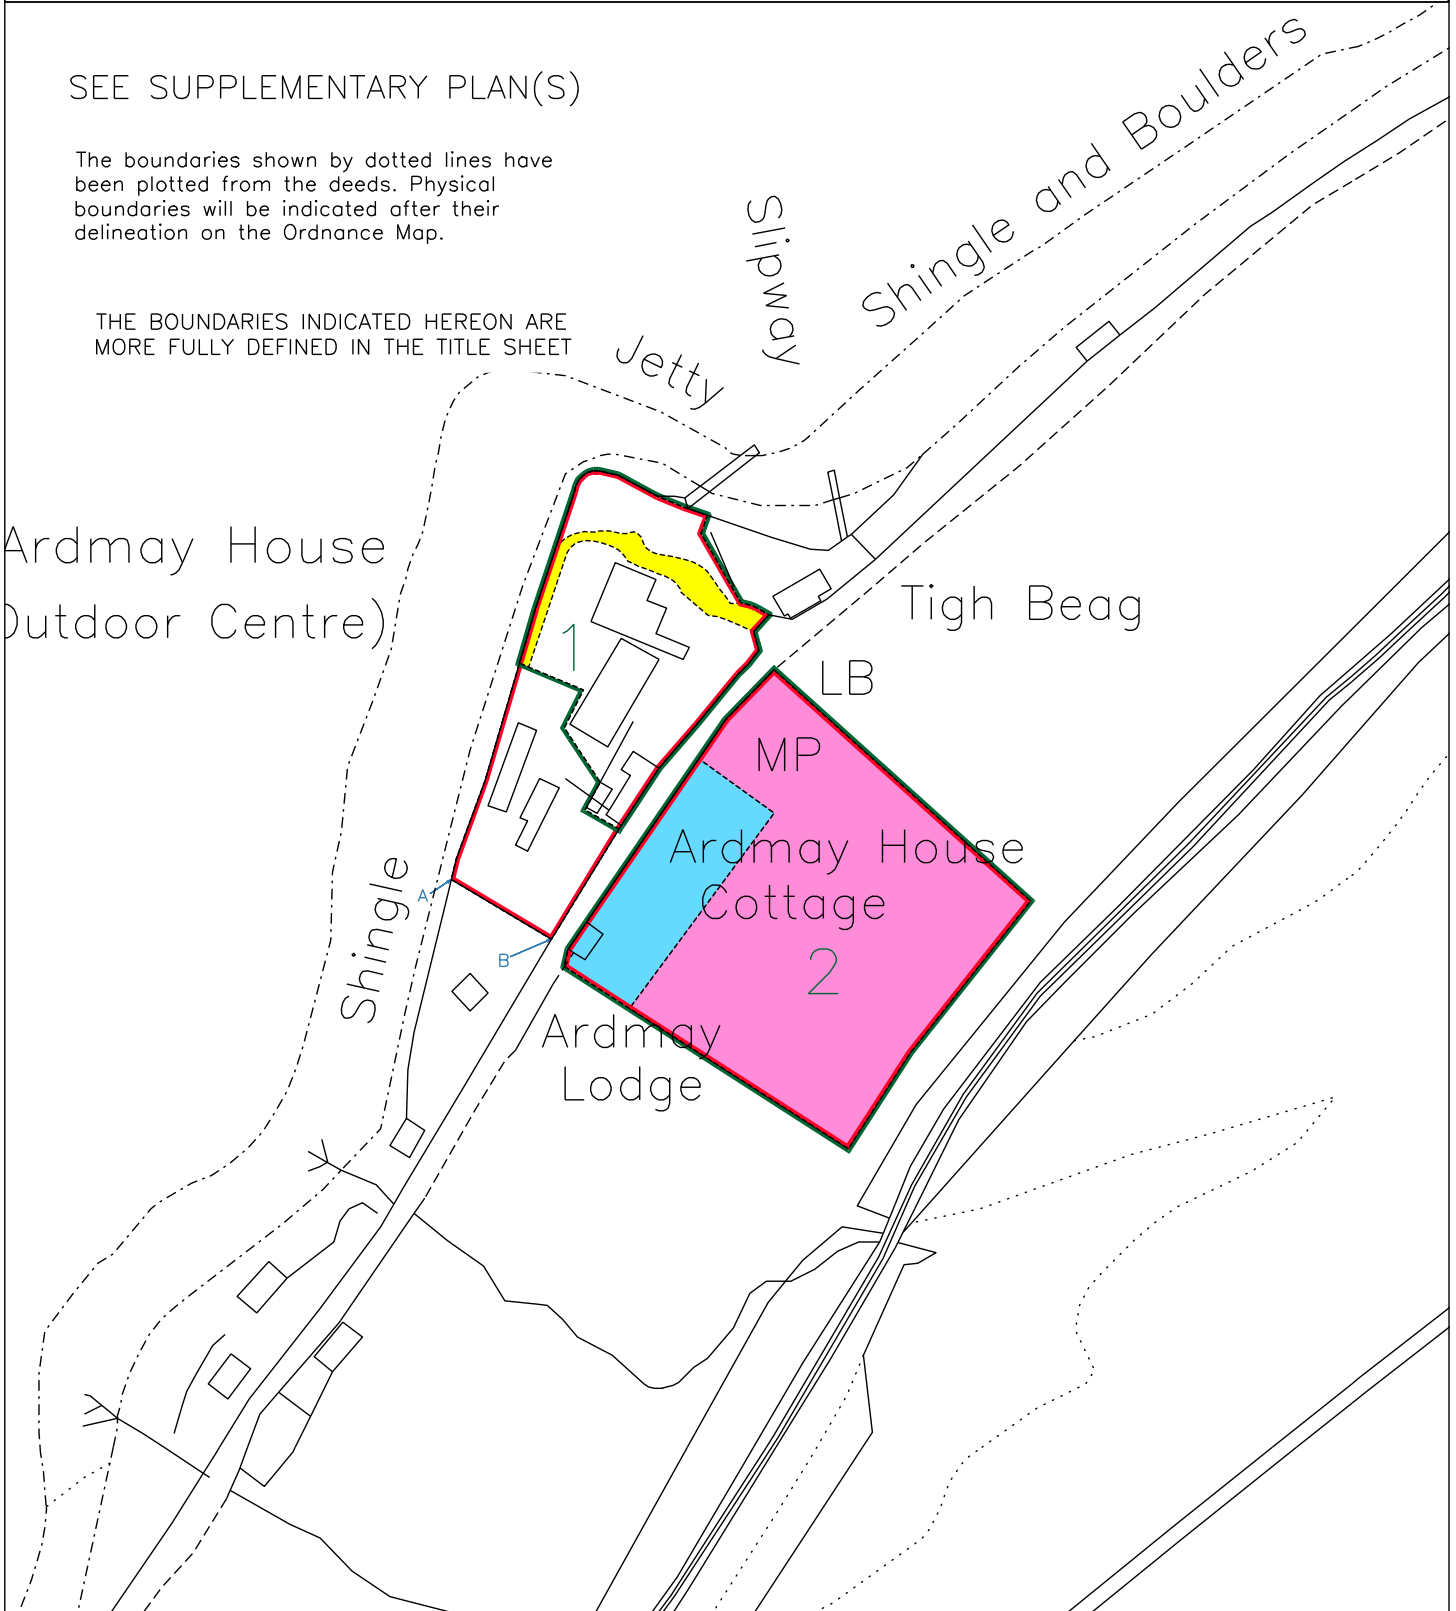 SEE SUPPLEMENTARY PLAN(S)
The boundaries shown by dotted lines have
been plotted from the deeds. Physical
boundaries will be indicated after their
delineation on the Ordnance Map.
THE BOUNDARIES INDICATED HEREON ARE
MORE FULLY DEFINED IN THE TITLE SHEET
Shingle and Boulders
Slipway
Jetty
Ardmay House
Outdoor Centre)
Tigh Beag
1
LB
MP
Ardmay House
Cottage
2
A
B
Shingle
Ardmay
Lodge